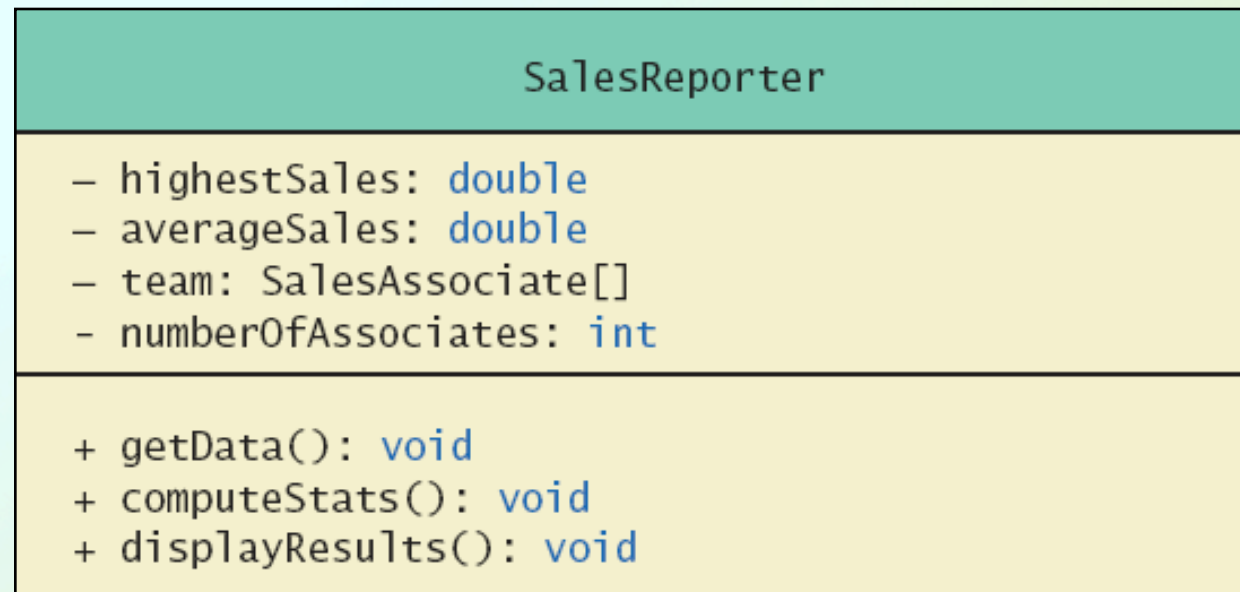 SalesReporter
– highestSales: double
– averageSales: double
– team: SalesAssociate[]
- numberOfAssociates: int
+ getData(): void
+ computeStats(): void
+ displayResults(): void